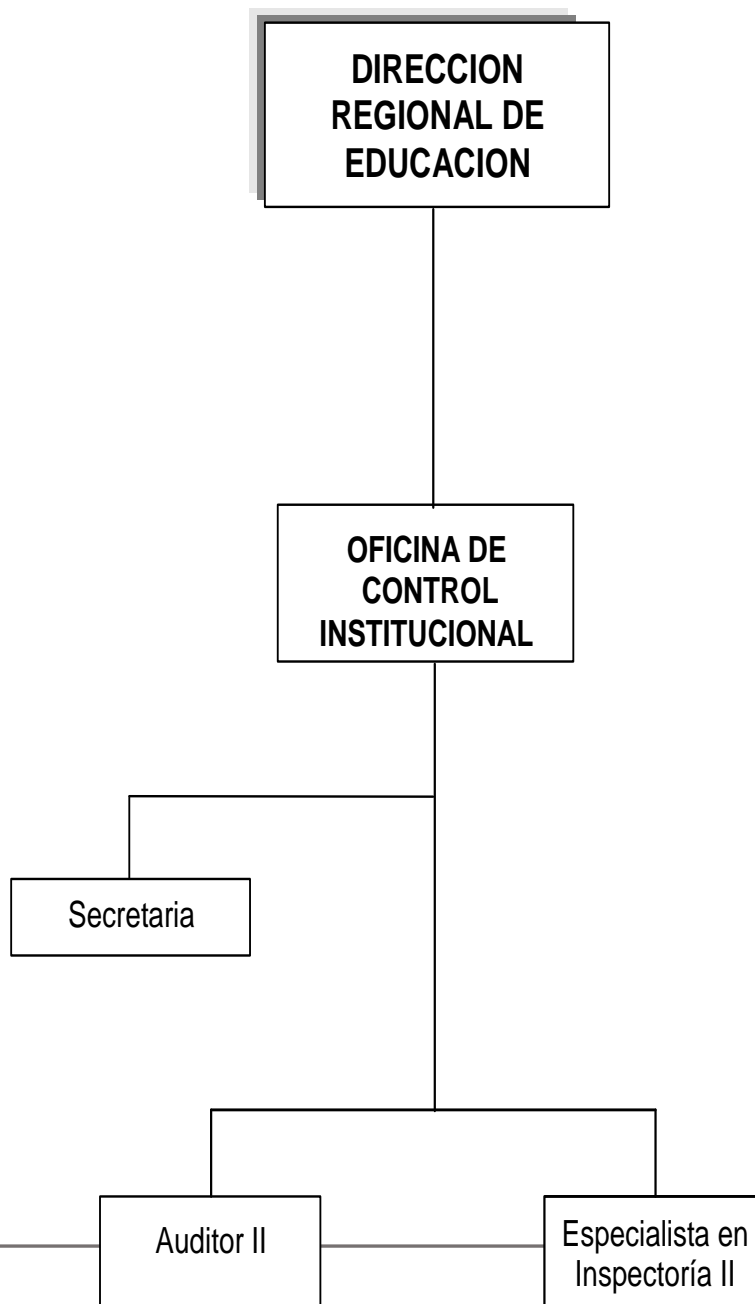 DIRECCION
REGIONAL DE
EDUCACION
OFICINA DE
CONTROL
INSTITUCIONAL
Secretaria
Auditor II
Especialista en
Inspectoría II